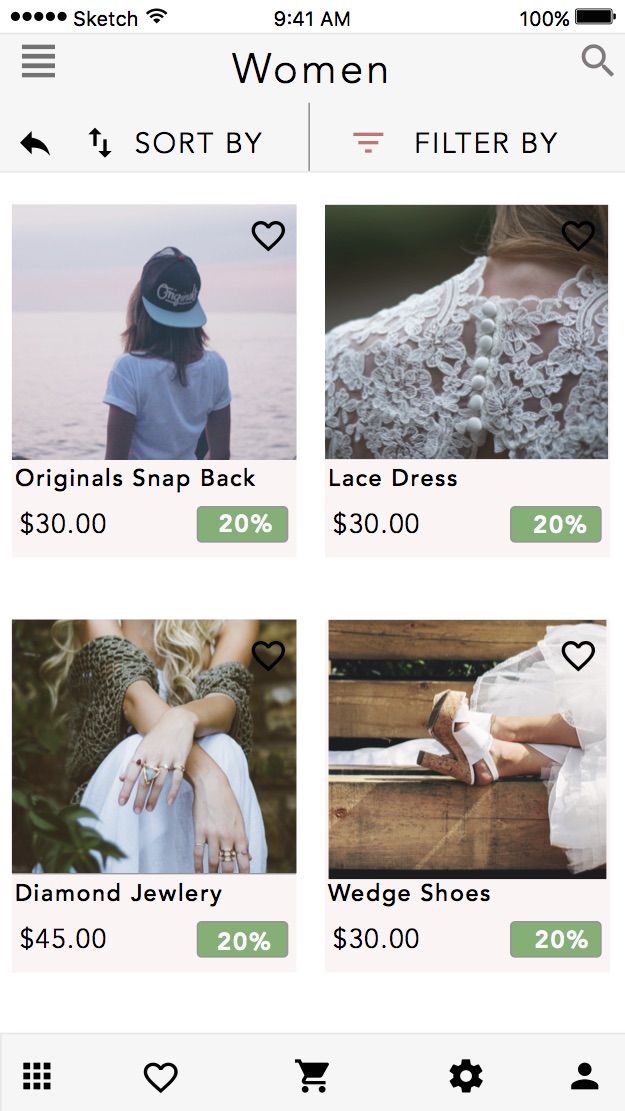 Sketch 9:41 AM 100%
Women
SORT BY FILTER BY
Originals
Originals Snap Back
$30.00 20%
Lace Dress
$30.00 20%
Diamond Jewlery
$45.00 20%
Wedge Shoes
$30.00 20%